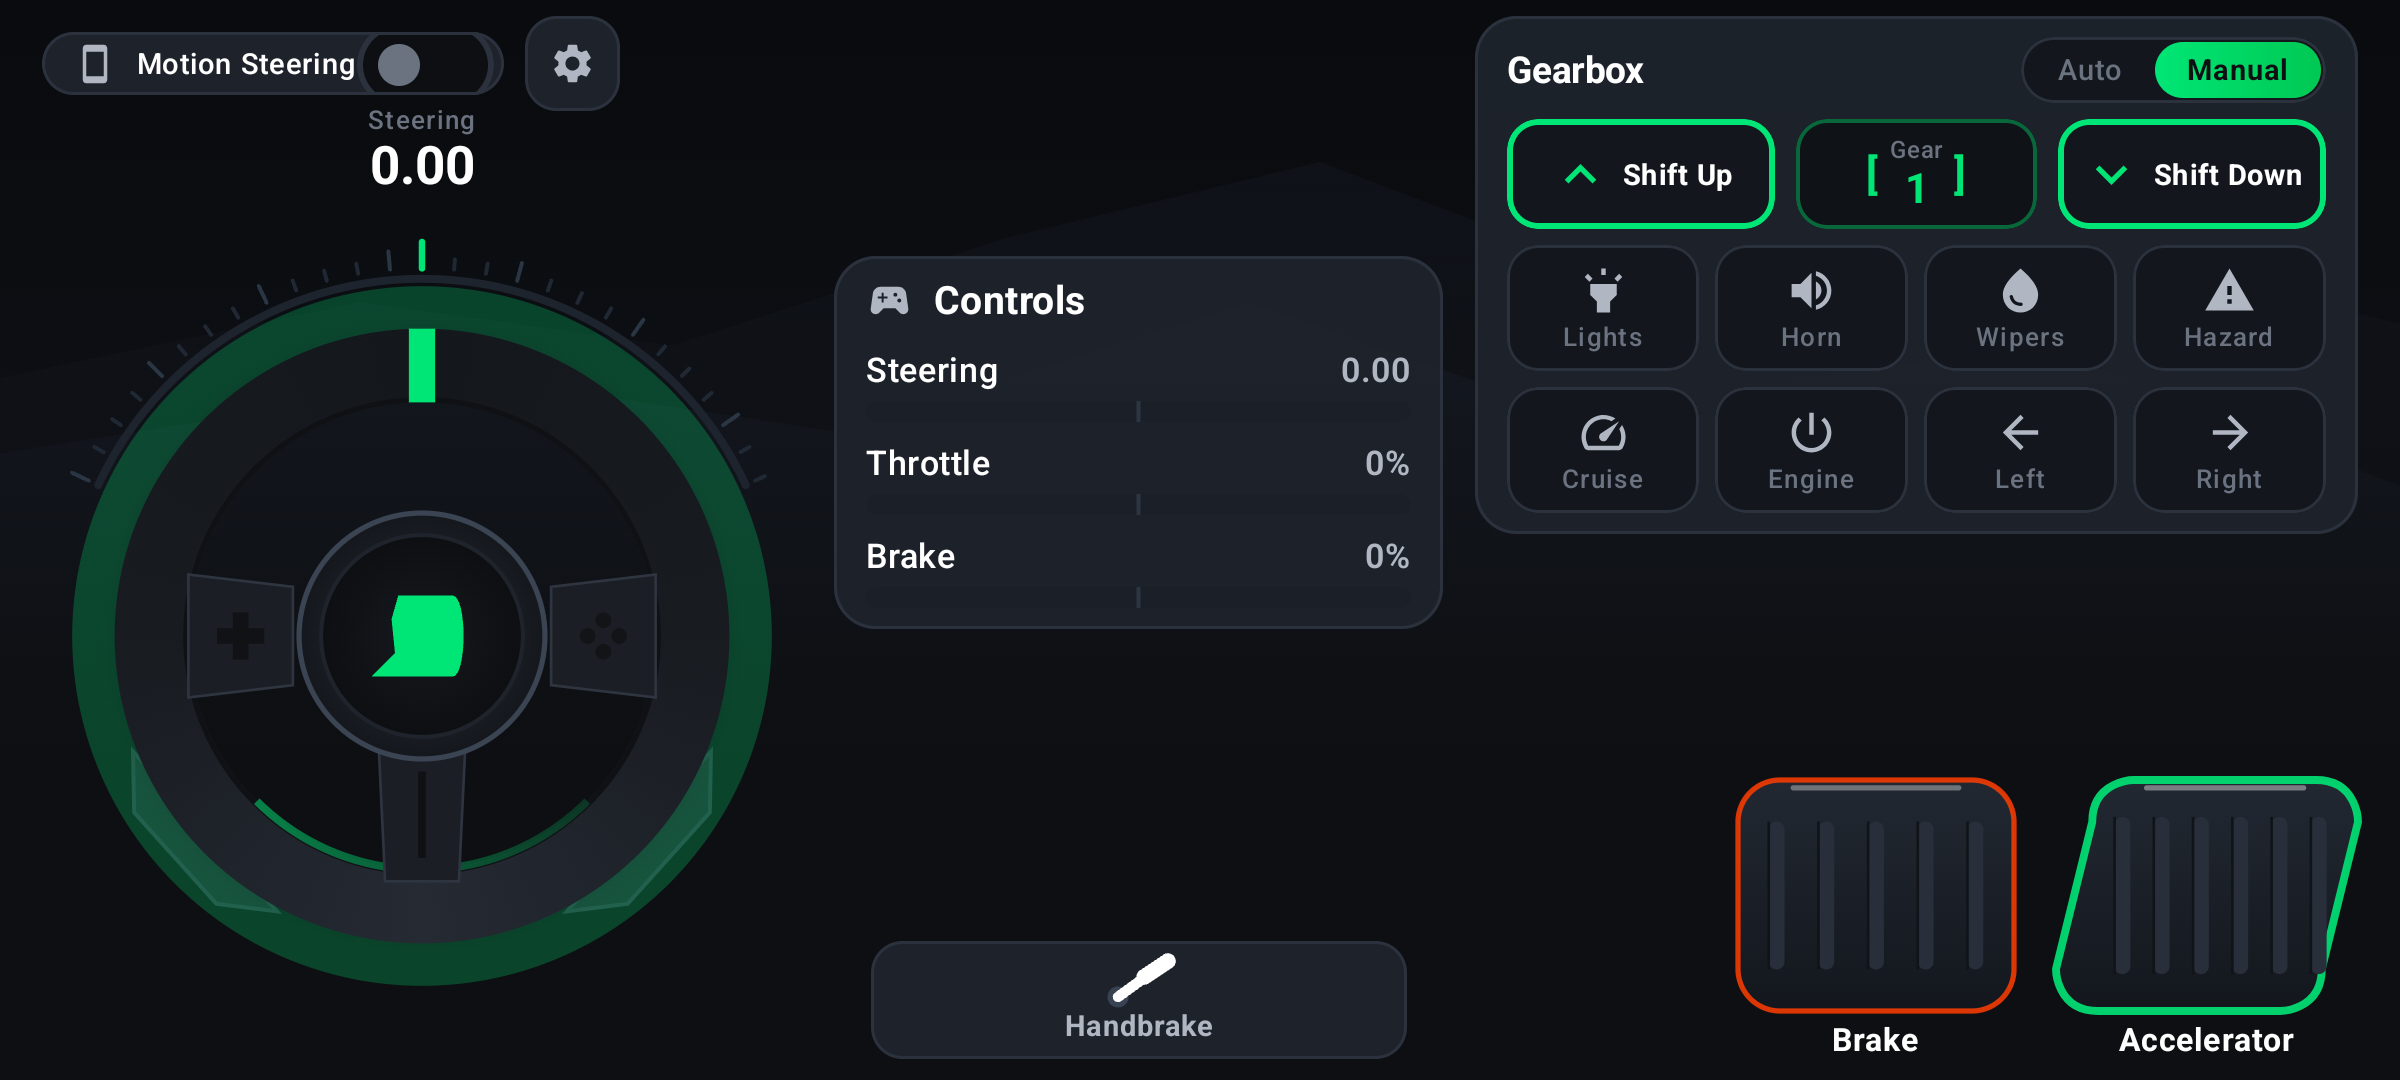 Motion Steering
Steering
0.00
Gearbox
Auto
Manual
Shift Up
Gear
[ 1 ]
Shift Down
Lights
Horn
Wipers
Hazard
Cruise
Engine
Left
Right
Controls
Steering 0.00
Throttle 0%
Brake 0%
Handbrake
Brake
Accelerator